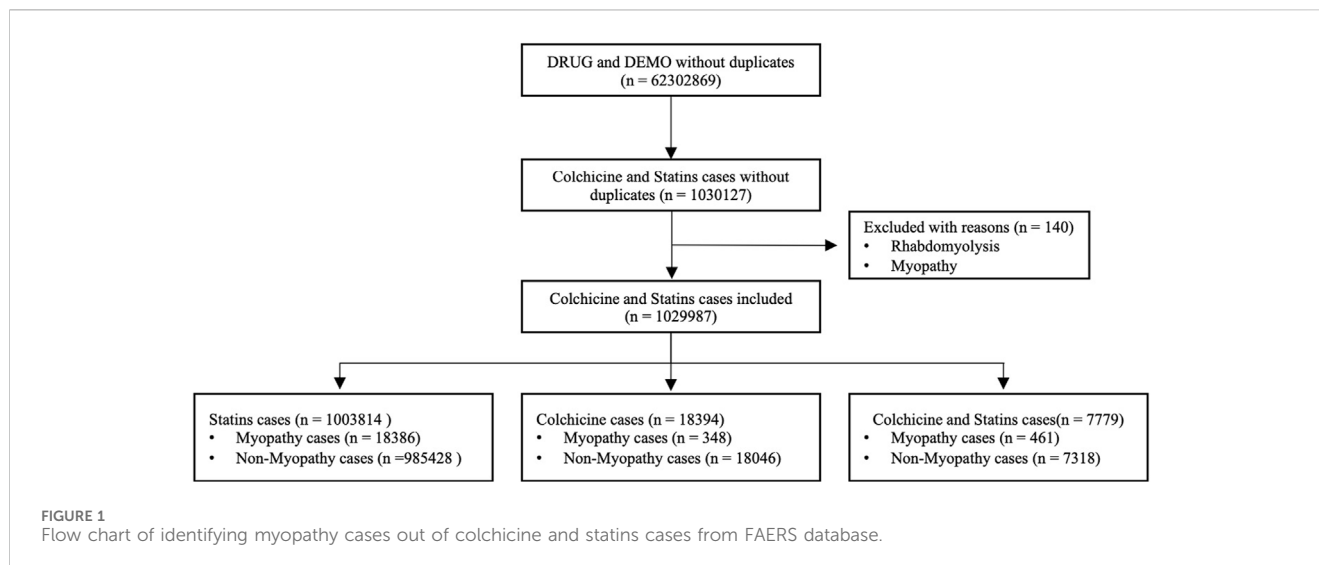 DRUG and DEMO without duplicates
(n = 62302869)
Colchicine and Statins cases without
duplicates (n = 1030127)
Excluded with reasons (n = 140)
• Rhabdomyolysis
• Myopathy
Colchicine and Statins cases included
(n = 1029987)
Statins cases (n = 1003814 )
• Myopathy cases (n = 18386)
• Non-Myopathy cases (n =985428 )
Colchicine cases (n = 18394)
• Myopathy cases (n = 348)
• Non-Myopathy cases (n = 18046)
Colchicine and Statins cases(n = 7779)
• Myopathy cases (n = 461)
• Non-Myopathy cases (n = 7318)
FIGURE 1
Flow chart of identifying myopathy cases out of colchicine and statins cases from FAERS database.